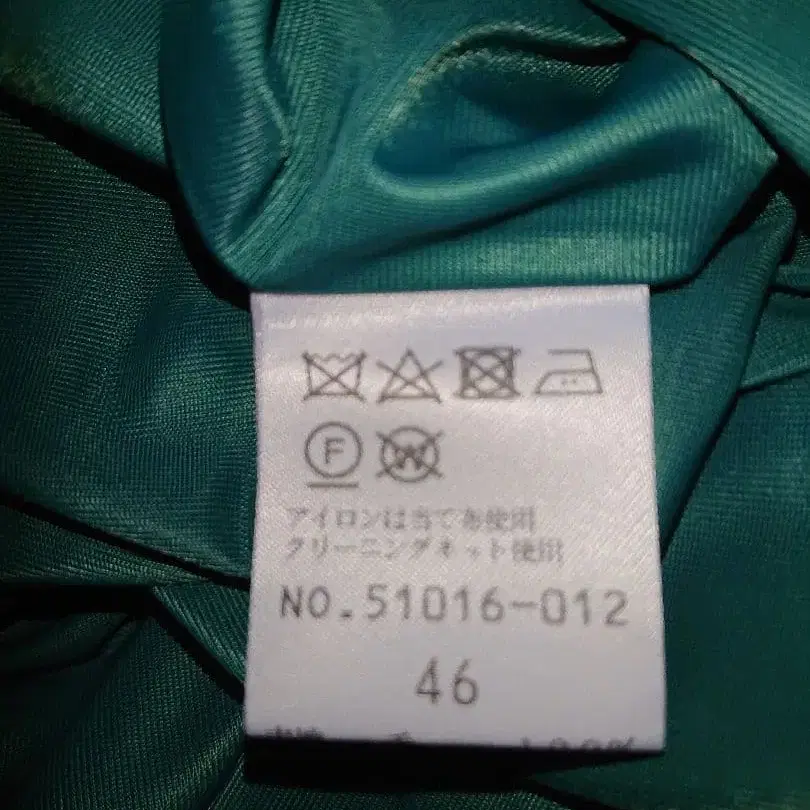 F W
アイロンは当て布使用
クリーニングネット使用
NO.51016-012
46